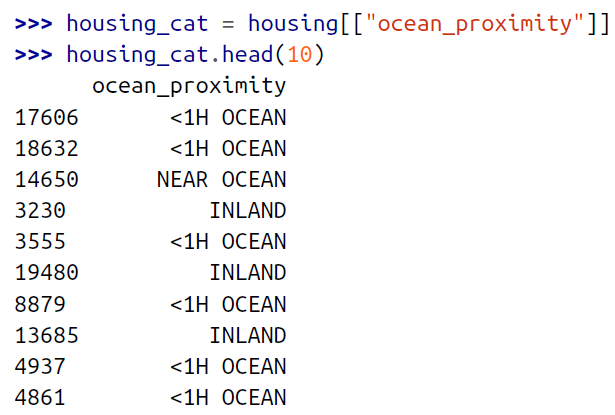 >>> housing_cat = housing[["ocean_proximity"]]
>>> housing_cat.head(10)
ocean_proximity
17606 <1H OCEAN
18632 <1H OCEAN
14650 NEAR OCEAN
3230 INLAND
3555 <1H OCEAN
19480 INLAND
8879 <1H OCEAN
13685 INLAND
4937 <1H OCEAN
4861 <1H OCEAN